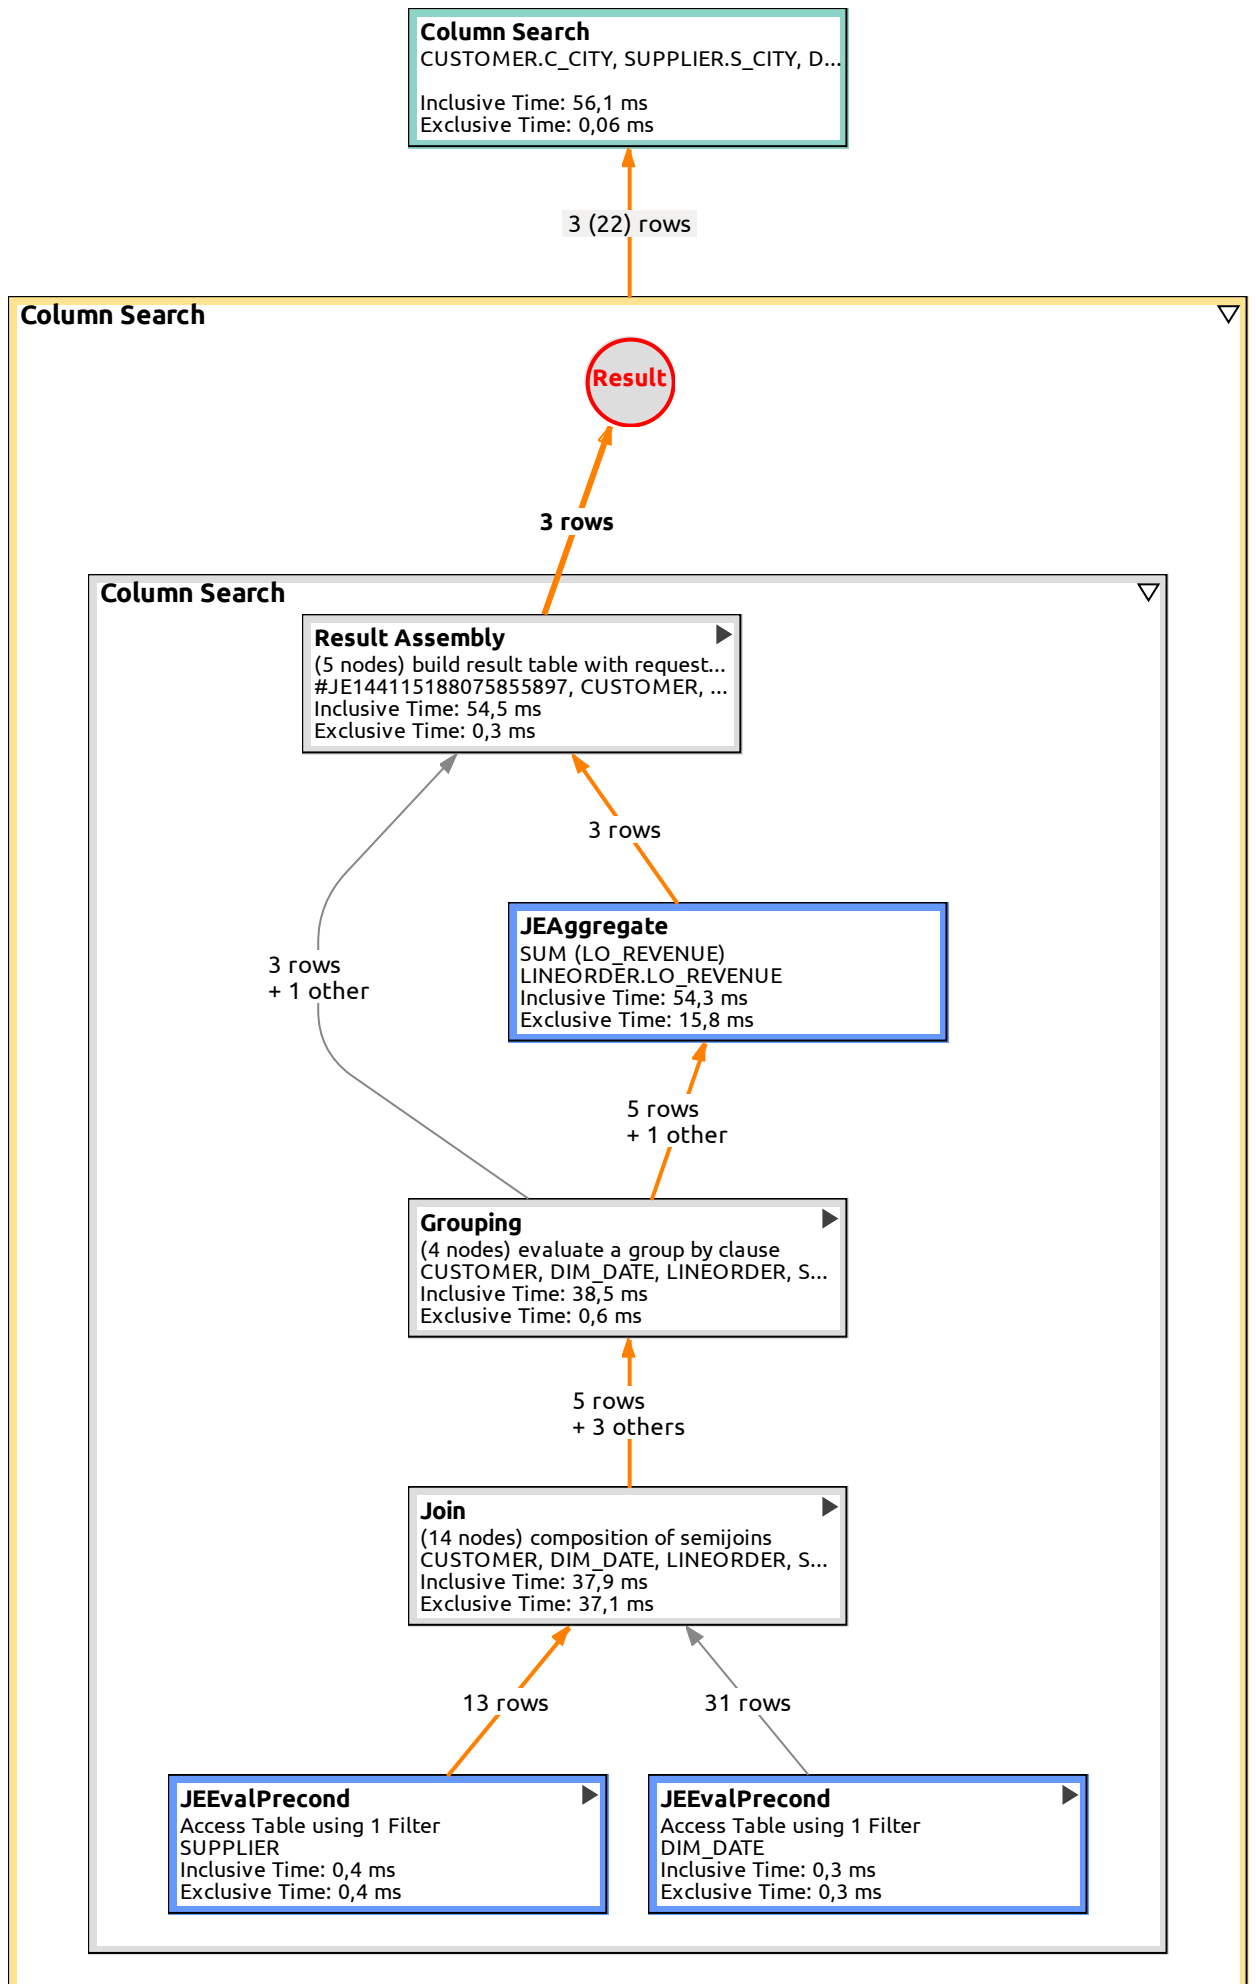 Column Search
CUSTOMER.C_CITY, SUPPLIER.S_CITY, D...
Inclusive Time: 56,1 ms
Exclusive Time: 0,06 ms
3 (22) rows
Column Search
Result
3 rows
Column Search
Result Assembly
(5 nodes) build result table with request...
#JE144115188075855897, CUSTOMER, ...
Inclusive Time: 54,5 ms
Exclusive Time: 0,3 ms
3 rows
JEAggregate
SUM (LO_REVENUE)
LINEORDER.LO_REVENUE
Inclusive Time: 54,3 ms
Exclusive Time: 15,8 ms
3 rows
+ 1 other
5 rows
+ 1 other
Grouping
(4 nodes) evaluate a group by clause
CUSTOMER, DIM_DATE, LINEORDER, S...
Inclusive Time: 38,5 ms
Exclusive Time: 0,6 ms
5 rows
+ 3 others
Join
(14 nodes) composition of semijoins
CUSTOMER, DIM_DATE, LINEORDER, S...
Inclusive Time: 37,9 ms
Exclusive Time: 37,1 ms
13 rows
31 rows
JEEvalPrecond
Access Table using 1 Filter
SUPPLIER
Inclusive Time: 0,4 ms
Exclusive Time: 0,4 ms
JEEvalPrecond
Access Table using 1 Filter
DIM_DATE
Inclusive Time: 0,3 ms
Exclusive Time: 0,3 ms